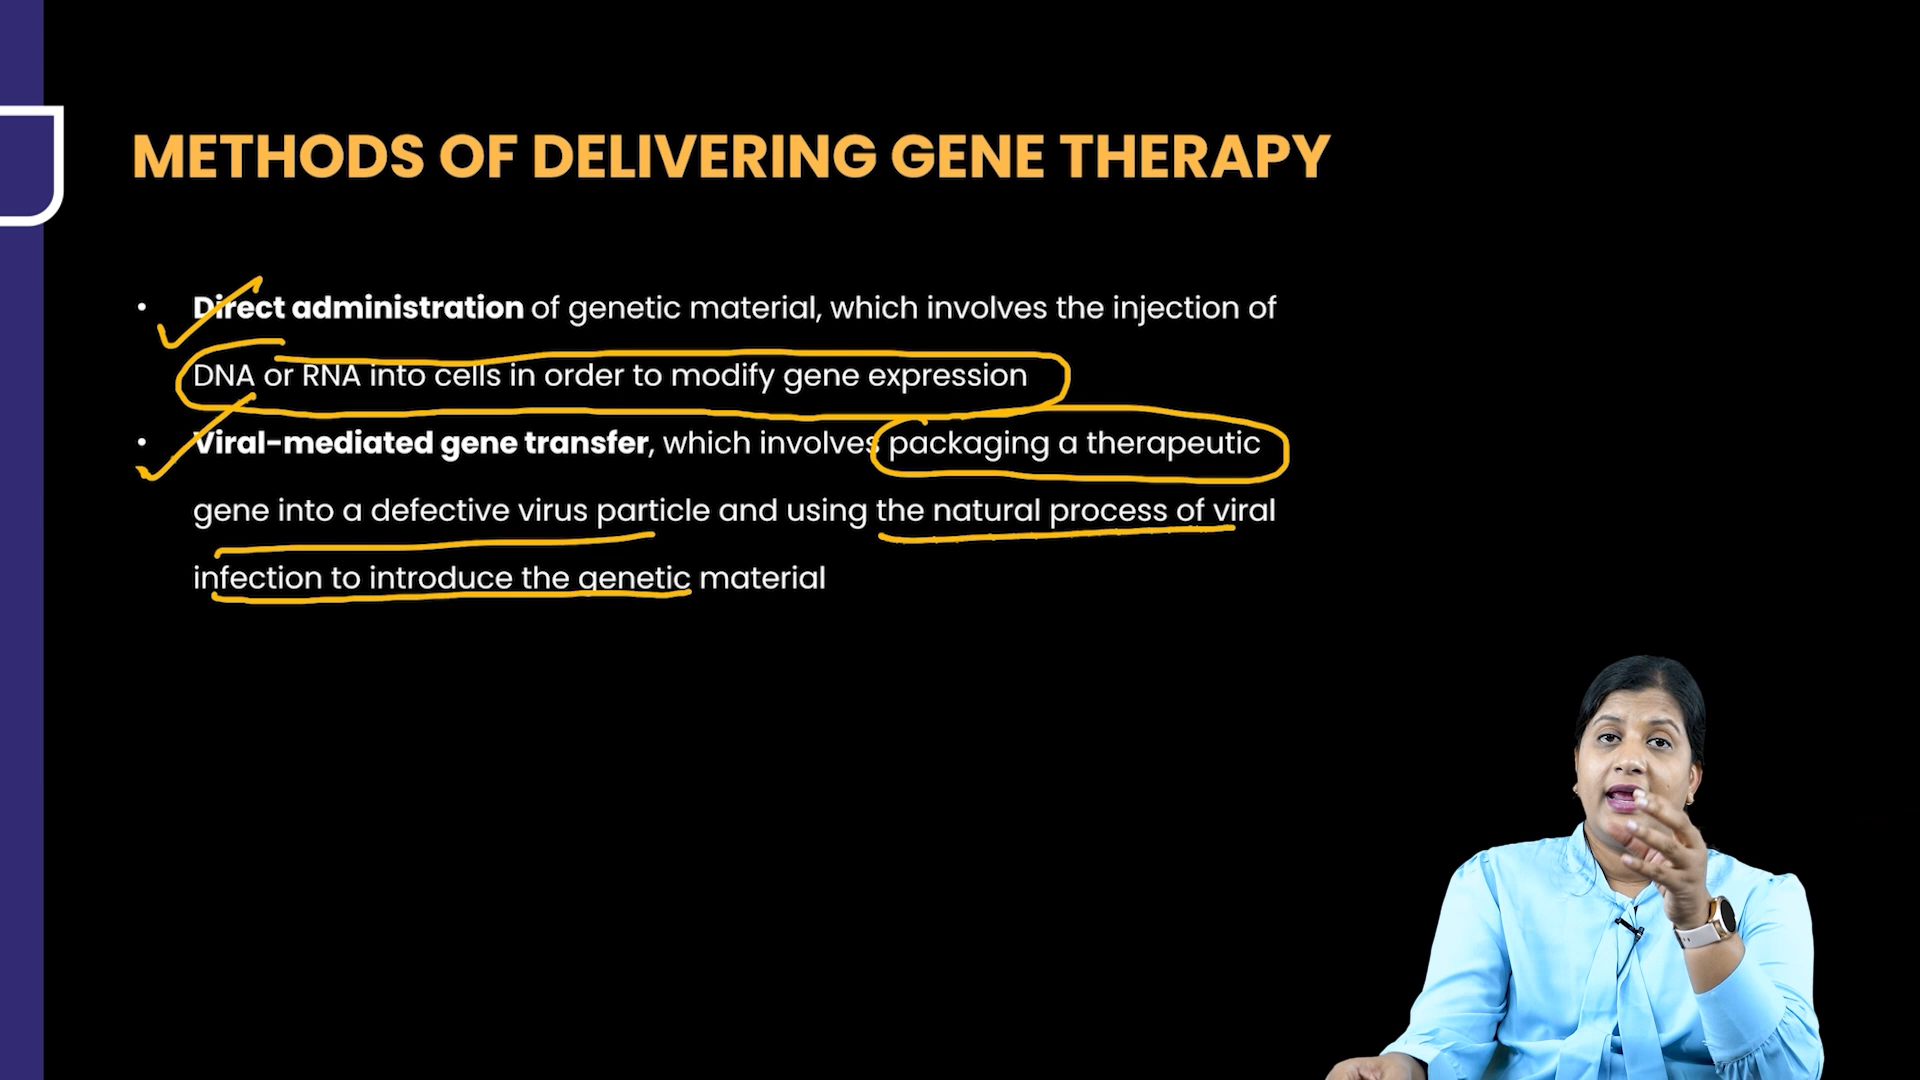 METHODS OF DELIVERING GENE THERAPY
• Direct administration of genetic material, which involves the injection of
DNA or RNA into cells in order to modify gene expression
• Viral-mediated gene transfer, which involves packaging a therapeutic
gene into a defective virus particle and using the natural process of viral
infection to introduce the genetic material